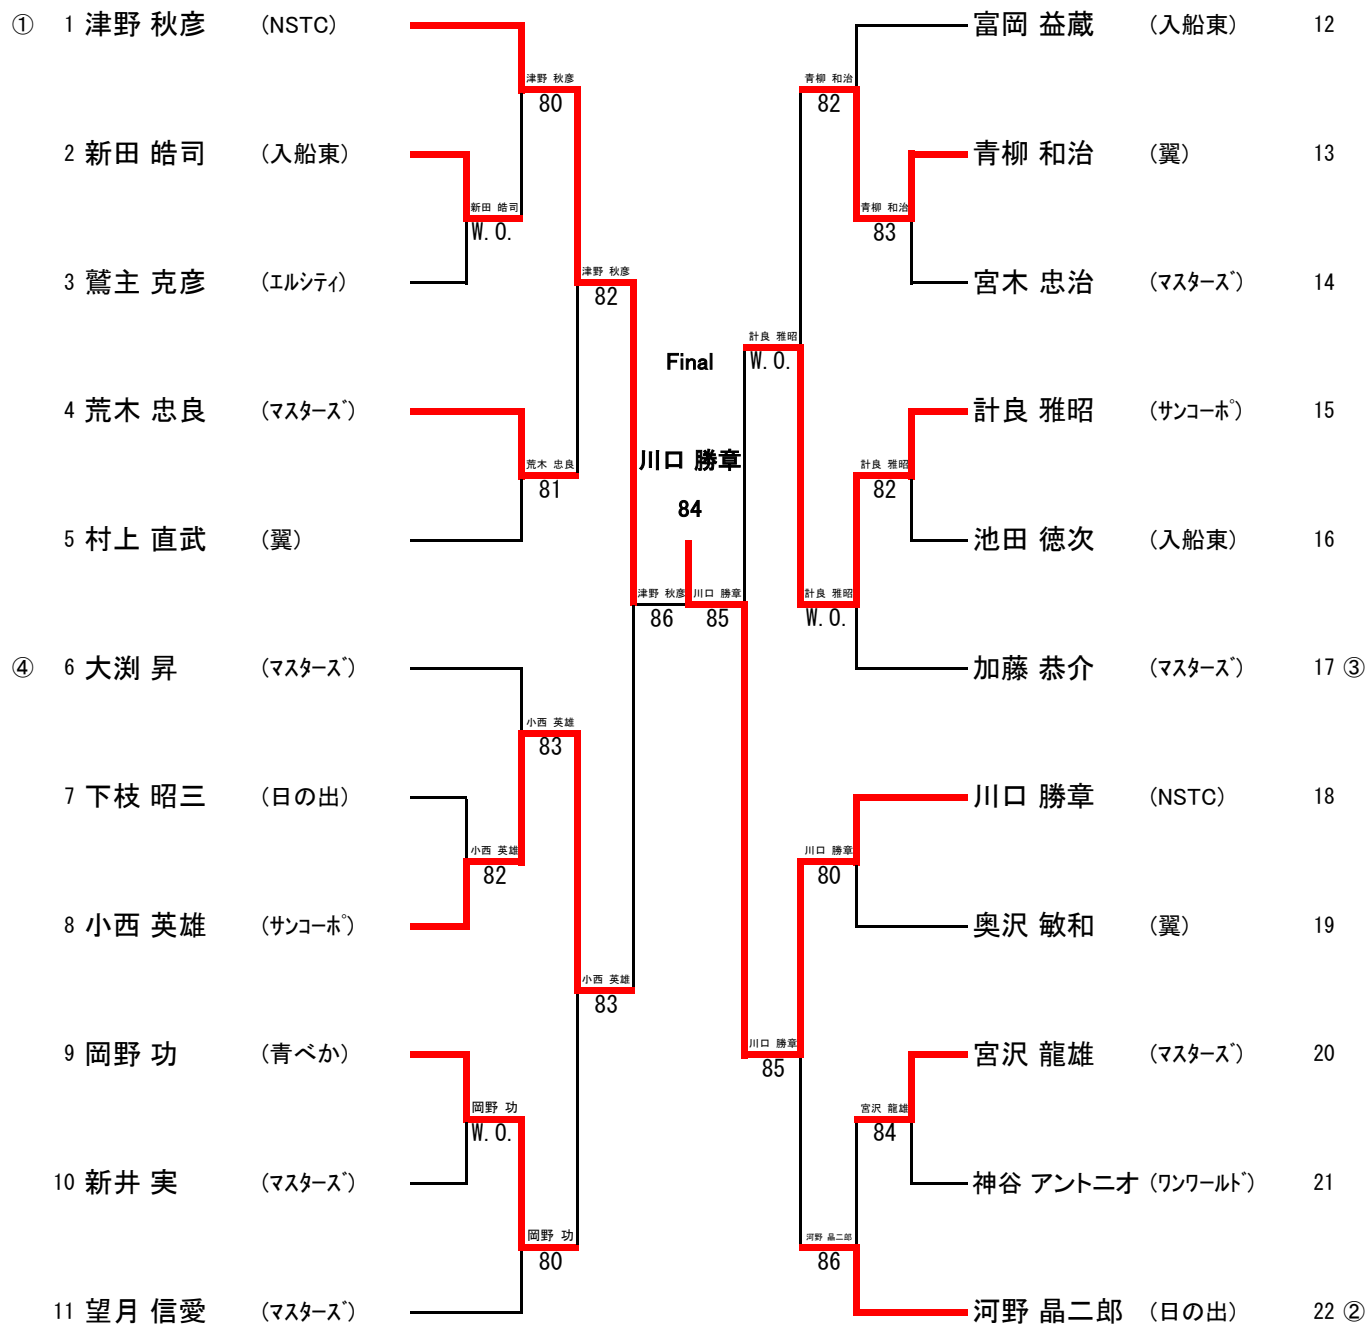 ① 1 津野 秋彦 (NSTC)
津野 秋彦
80
2 新田 皓司 (入船東)
新田 皓司
W.O.
3 鷲主 克彦 (エルシティ)
津野 秋彦
82
4 荒木 忠良 (マスターズ)
荒木 忠良
81
5 村上 直武 (翼)
津野 秋彦
86
④ 6 大渕 昇 (マスターズ)
小西 英雄
83
7 下枝 昭三 (日の出)
小西 英雄
82
8 小西 英雄 (サンコーポ)
小西 英雄
83
9 岡野 功 (青べか)
岡野 功
W.O.
10 新井 実 (マスターズ)
岡野 功
80
11 望月 信愛 (マスターズ)
Final
川口 勝章
84
富岡 益蔵 (入船東) 12
青柳 和治
82
青柳 和治 (翼) 13
青柳 和治
83
宮木 忠治 (マスターズ) 14
計良 雅昭
W.O.
計良 雅昭 (サンコーポ) 15
計良 雅昭
82
池田 徳次 (入船東) 16
川口 勝章
85
計良 雅昭
W.O.
加藤 恭介 (マスターズ) 17 ③
川口 勝章 (NSTC) 18
川口 勝章
80
奥沢 敏和 (翼) 19
川口 勝章
85
宮沢 龍雄 (マスターズ) 20
宮沢 龍雄
84
神谷 アントニオ (ワンワールド) 21
河野 晶二郎
86
河野 晶二郎 (日の出) 22 ②